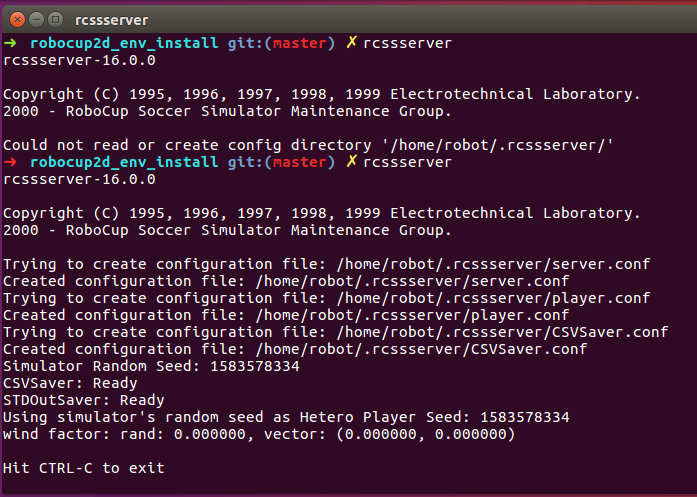 rcssserver
➜ robocup2d_env_install git:(master) ✗ rcssserver
rcssserver-16.0.0
Copyright (C) 1995, 1996, 1997, 1998, 1999 Electrotechnical Laboratory.
2000 - RoboCup Soccer Simulator Maintenance Group.
Could not read or create config directory '/home/robot/.rcssserver/'
➜ robocup2d_env_install git:(master) ✗ rcssserver
rcssserver-16.0.0
Copyright (C) 1995, 1996, 1997, 1998, 1999 Electrotechnical Laboratory.
2000 - RoboCup Soccer Simulator Maintenance Group.
Trying to create configuration file: /home/robot/.rcssserver/server.conf
Created configuration file: /home/robot/.rcssserver/server.conf
Trying to create configuration file: /home/robot/.rcssserver/player.conf
Created configuration file: /home/robot/.rcssserver/player.conf
Trying to create configuration file: /home/robot/.rcssserver/CSVSaver.conf
Created configuration file: /home/robot/.rcssserver/CSVSaver.conf
Simulator Random Seed: 1583578334
CSVSaver: Ready
STDOutSaver: Ready
Using simulator's random seed as Hetero Player Seed: 1583578334
wind factor: rand: 0.000000, vector: (0.000000, 0.000000)
Hit CTRL-C to exit